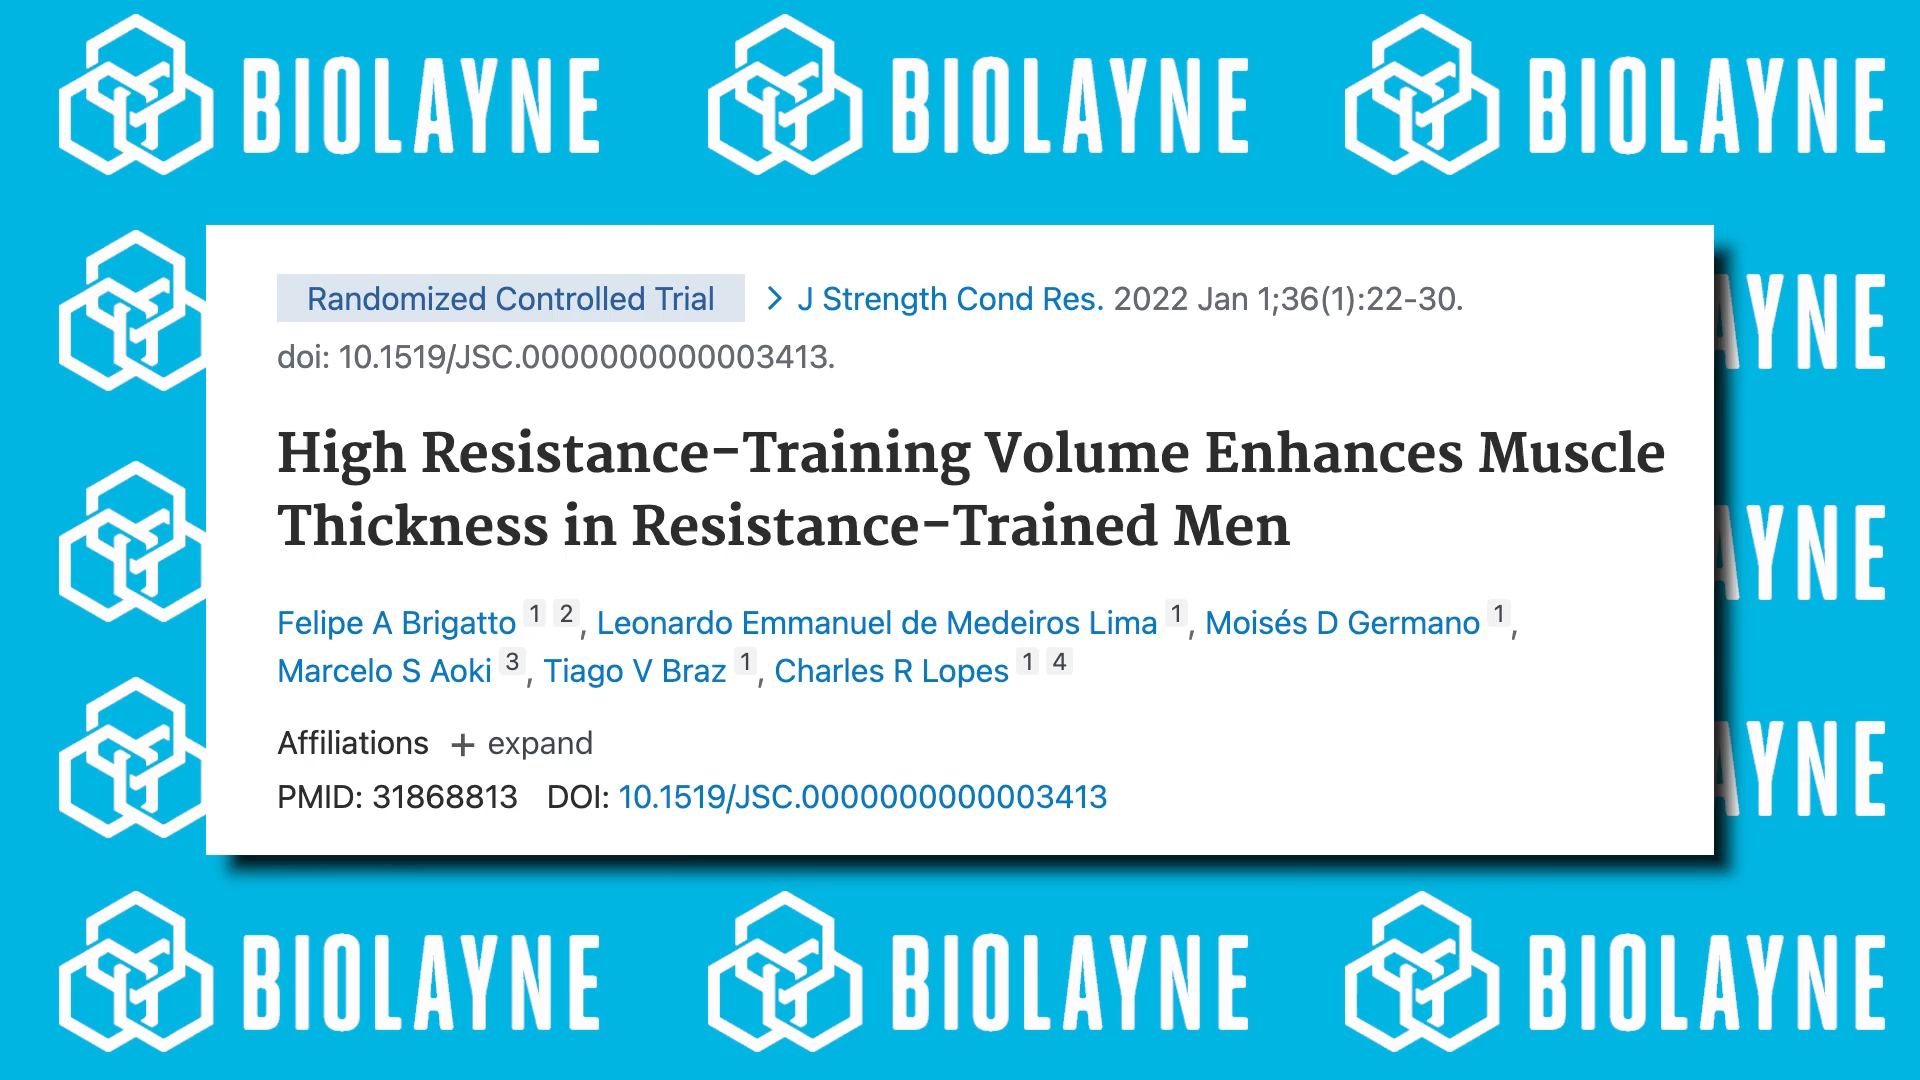 BIOLAYNE BIOLAYNE BIOLAYNE
Randomized Controlled Trial > J Strength Cond Res. 2022 Jan 1;36(1):22-30.
doi: 10.1519/JSC.0000000000003413.
High Resistance-Training Volume Enhances Muscle
Thickness in Resistance-Trained Men
Felipe A Brigatto 1 2, Leonardo Emmanuel de Medeiros Lima 1, Moisés D Germano 1,
Marcelo S Aoki 3, Tiago V Braz 1, Charles R Lopes 1 4
Affiliations + expand
PMID: 31868813 DOI: 10.1519/JSC.0000000000003413
BIOLAYNE BIOLAYNE BIOLAYNE